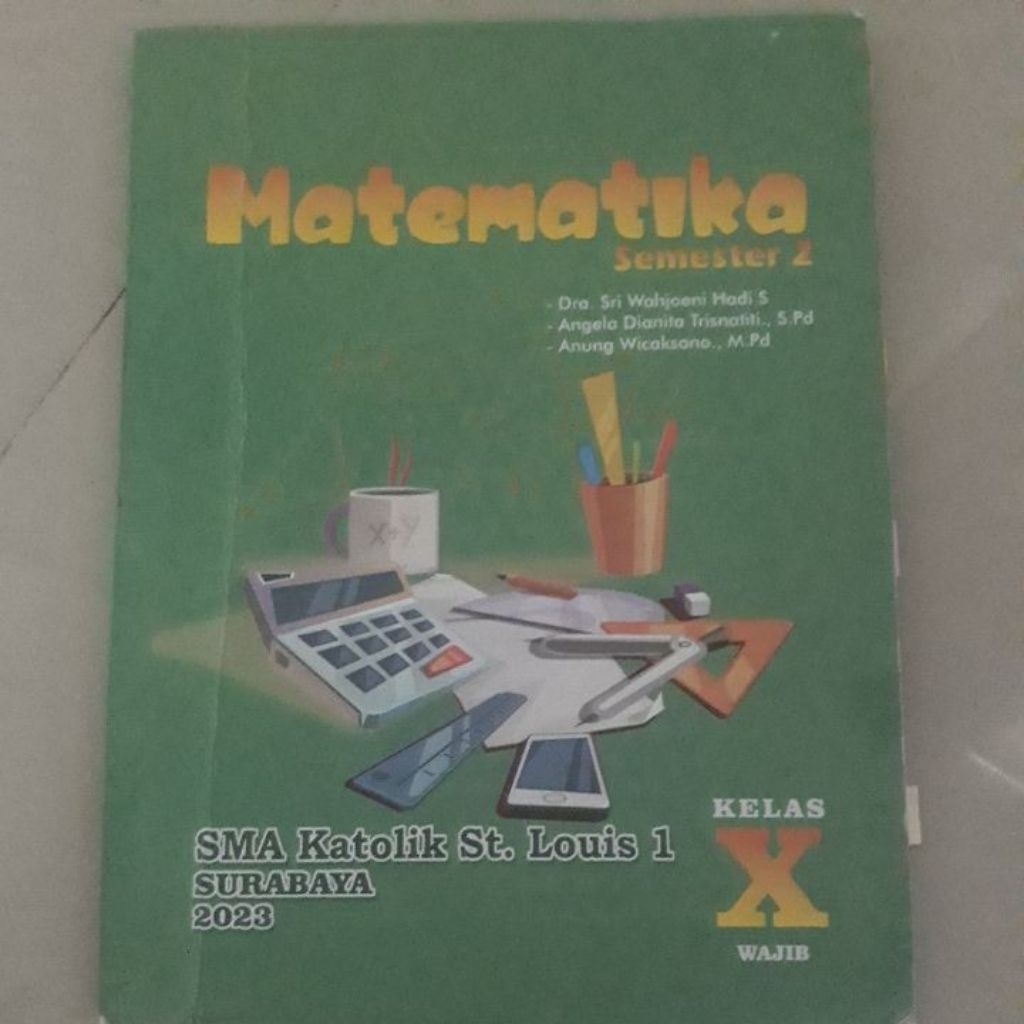 Matematika
Semester 2
- Dra. Sri Wahjoeni Hadi S
- Angela Dianita Trisnatiti., S.Pd
- Anung Wicaksono., M.Pd
X+Y
SMA Katolik St. Louis 1
SURABAYA
2023
KELAS
X
WAJIB